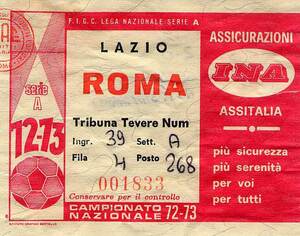 F.I.G.C. LEGA NAZIONALE SERIE A
LAZIO
ROMA
Tribuna Tevere Num
Ingr. 39 Sett. A
Fila 4 Posto 268
001833
Conservare per il controllo
CAMPIONATO
NAZIONALE 72-73
serie
A
72-73
ASSICURAZIONI
INA
ASSITALIA
più sicurezza
più serenità
per voi
per tutti